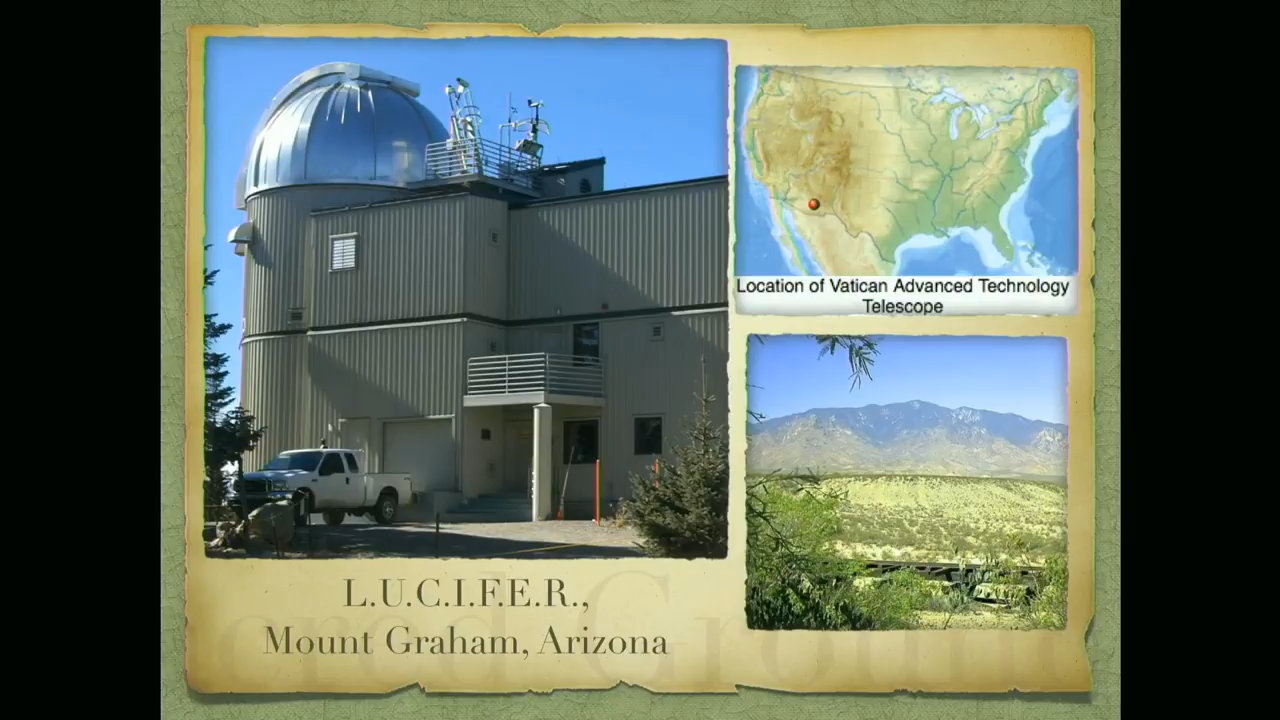 Location of Vatican Advanced Technology
Telescope
L.U.C.I.F.E.R.,
Mount Graham, Arizona